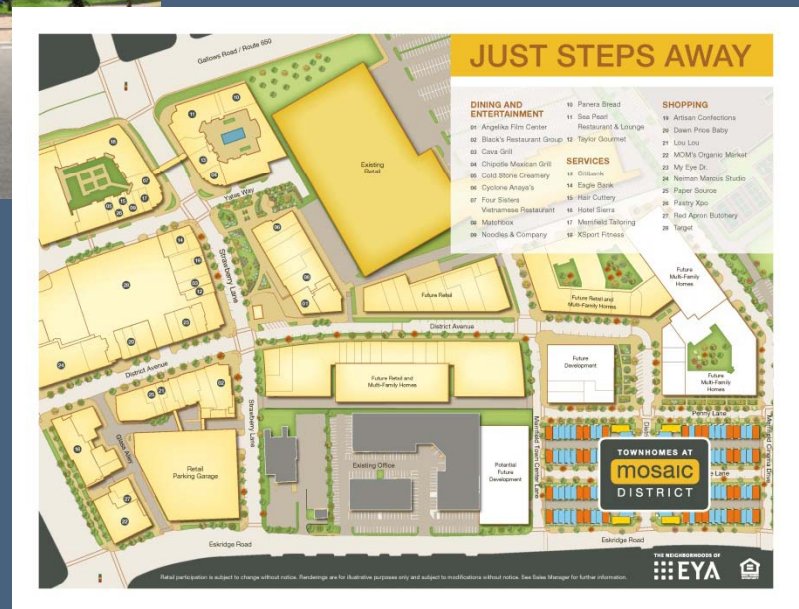 JUST STEPS AWAY
DINING AND
ENTERTAINMENT
01 Angelika Film Center
02 Black's Restaurant Group
03 Cava Grill
04 Chipotle Mexican Grill
05 Cold Stone Creamery
06 Cyclone Anaya's
07 Four Sisters
Vietnamese Restaurant
08 Matchbox
09 Noodles & Company
10 Panera Bread
11 Sea Pearl
Restaurant & Lounge
12 Taylor Gourmet
SERVICES
13 Citibank
14 Eagle Bank
15 Hair Cuttery
16 Hotel Sierra
17 Merrifield Tailoring
18 XSport Fitness
SHOPPING
19 Artisan Confections
20 Dawn Price Baby
21 Lou Lou
22 MOM's Organic Market
23 My Eye Dr.
24 Neiman Marcus Studio
25 Paper Source
26 Pastry Xpo
27 Red Apron Butchery
28 Target
Gallows Road / Route 650
Existing
Retail
Yates Way
Strawberry Lane
Future Retail
Future Retail and
Multi-Family Homes
Future
Multi-Family
Homes
District Avenue
District Avenue
Future Retail and
Multi-Family Homes
Future
Development
Future
Multi-Family
Homes
Penny Lane
Strawberry Lane
Glass Alley
Retail
Parking Garage
Existing Office
Potential
Future
Development
Merrifield Town Center Lane
TOWNHOMES AT
mosaic
DISTRICT
Merrifield Cinema Drive
Eskridge Road
Eskridge Road
THE NEIGHBORHOODS OF
EYA
Retail participation is subject to change without notice. Renderings are for illustrative purposes only and subject to modifications without notice. See Sales Manager for further information.